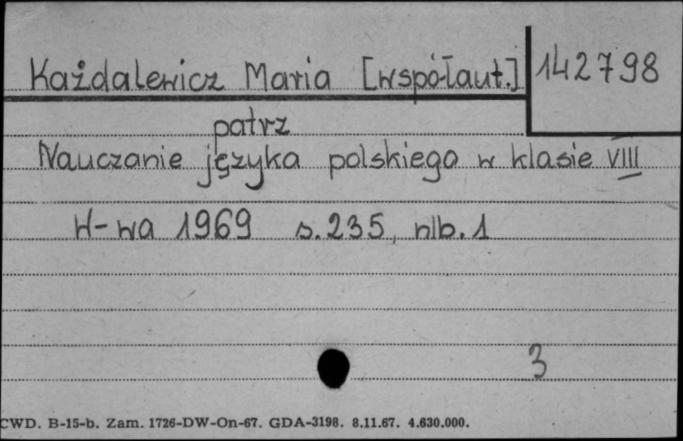 Każdalewicz Maria [współaut.] 142798
patrz
Nauczanie języka polskiego w klasie VIII
W-wa 1969 s. 235, nlb. 1
3
CWD. B-15-b. Zam. 1726-DW-On-67. GDA-3198. 8.11.67. 4.630.000.